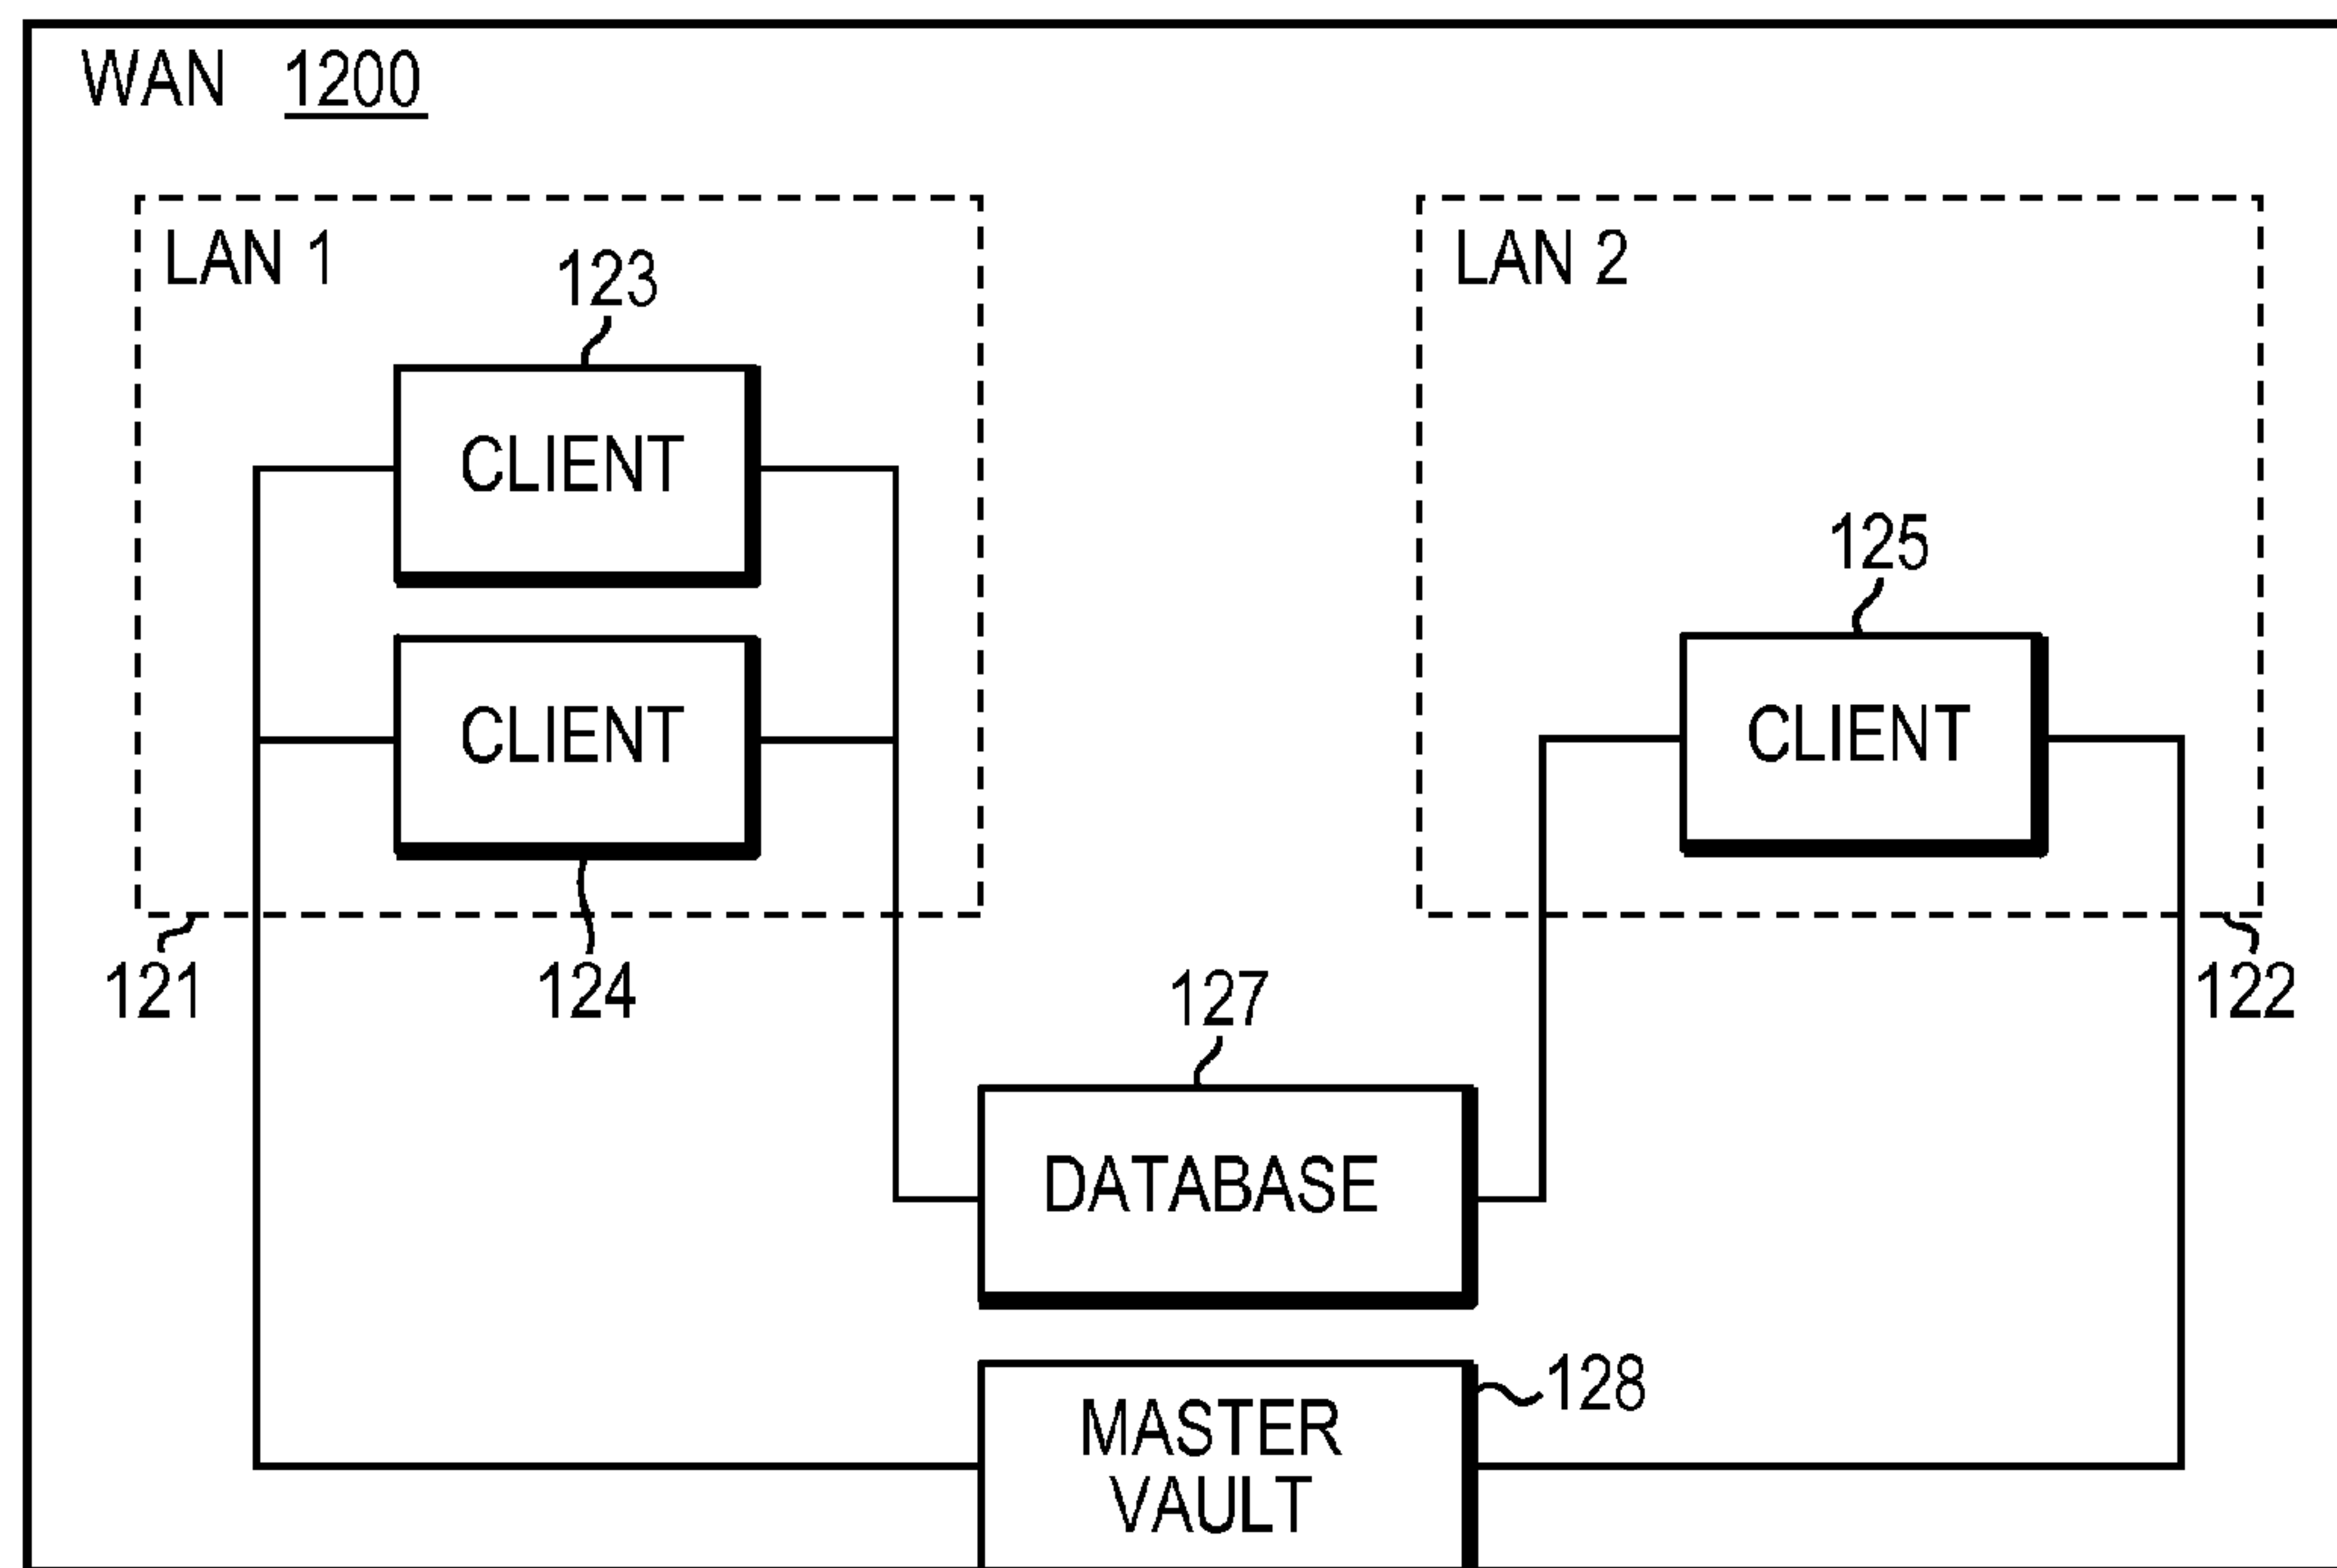 WAN 1200
LAN 1
LAN 2
123
CLIENT
125
CLIENT
CLIENT
121
124
127
122
DATABASE
128
MASTER
VAULT